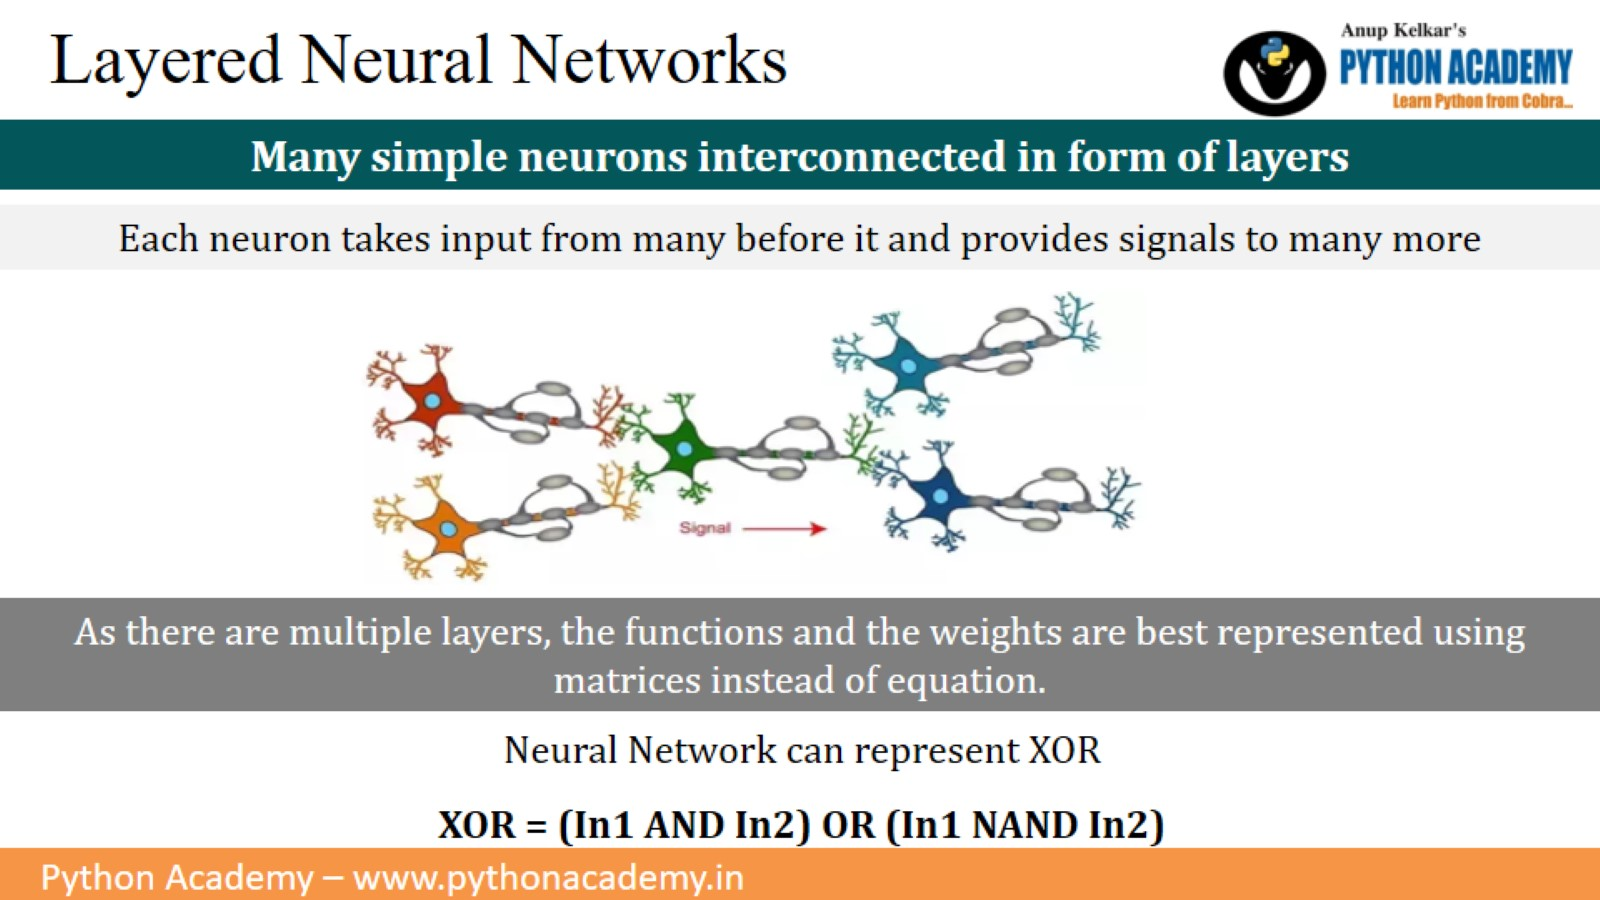 Layered Neural Networks
Anup Kelkar's
PYTHON ACADEMY
Learn Python from Cobra...
Many simple neurons interconnected in form of layers
Each neuron takes input from many before it and provides signals to many more
Signal
As there are multiple layers, the functions and the weights are best represented using
matrices instead of equation.
Neural Network can represent XOR
XOR = (In1 AND In2) OR (In1 NAND In2)
Python Academy – www.pythonacademy.in